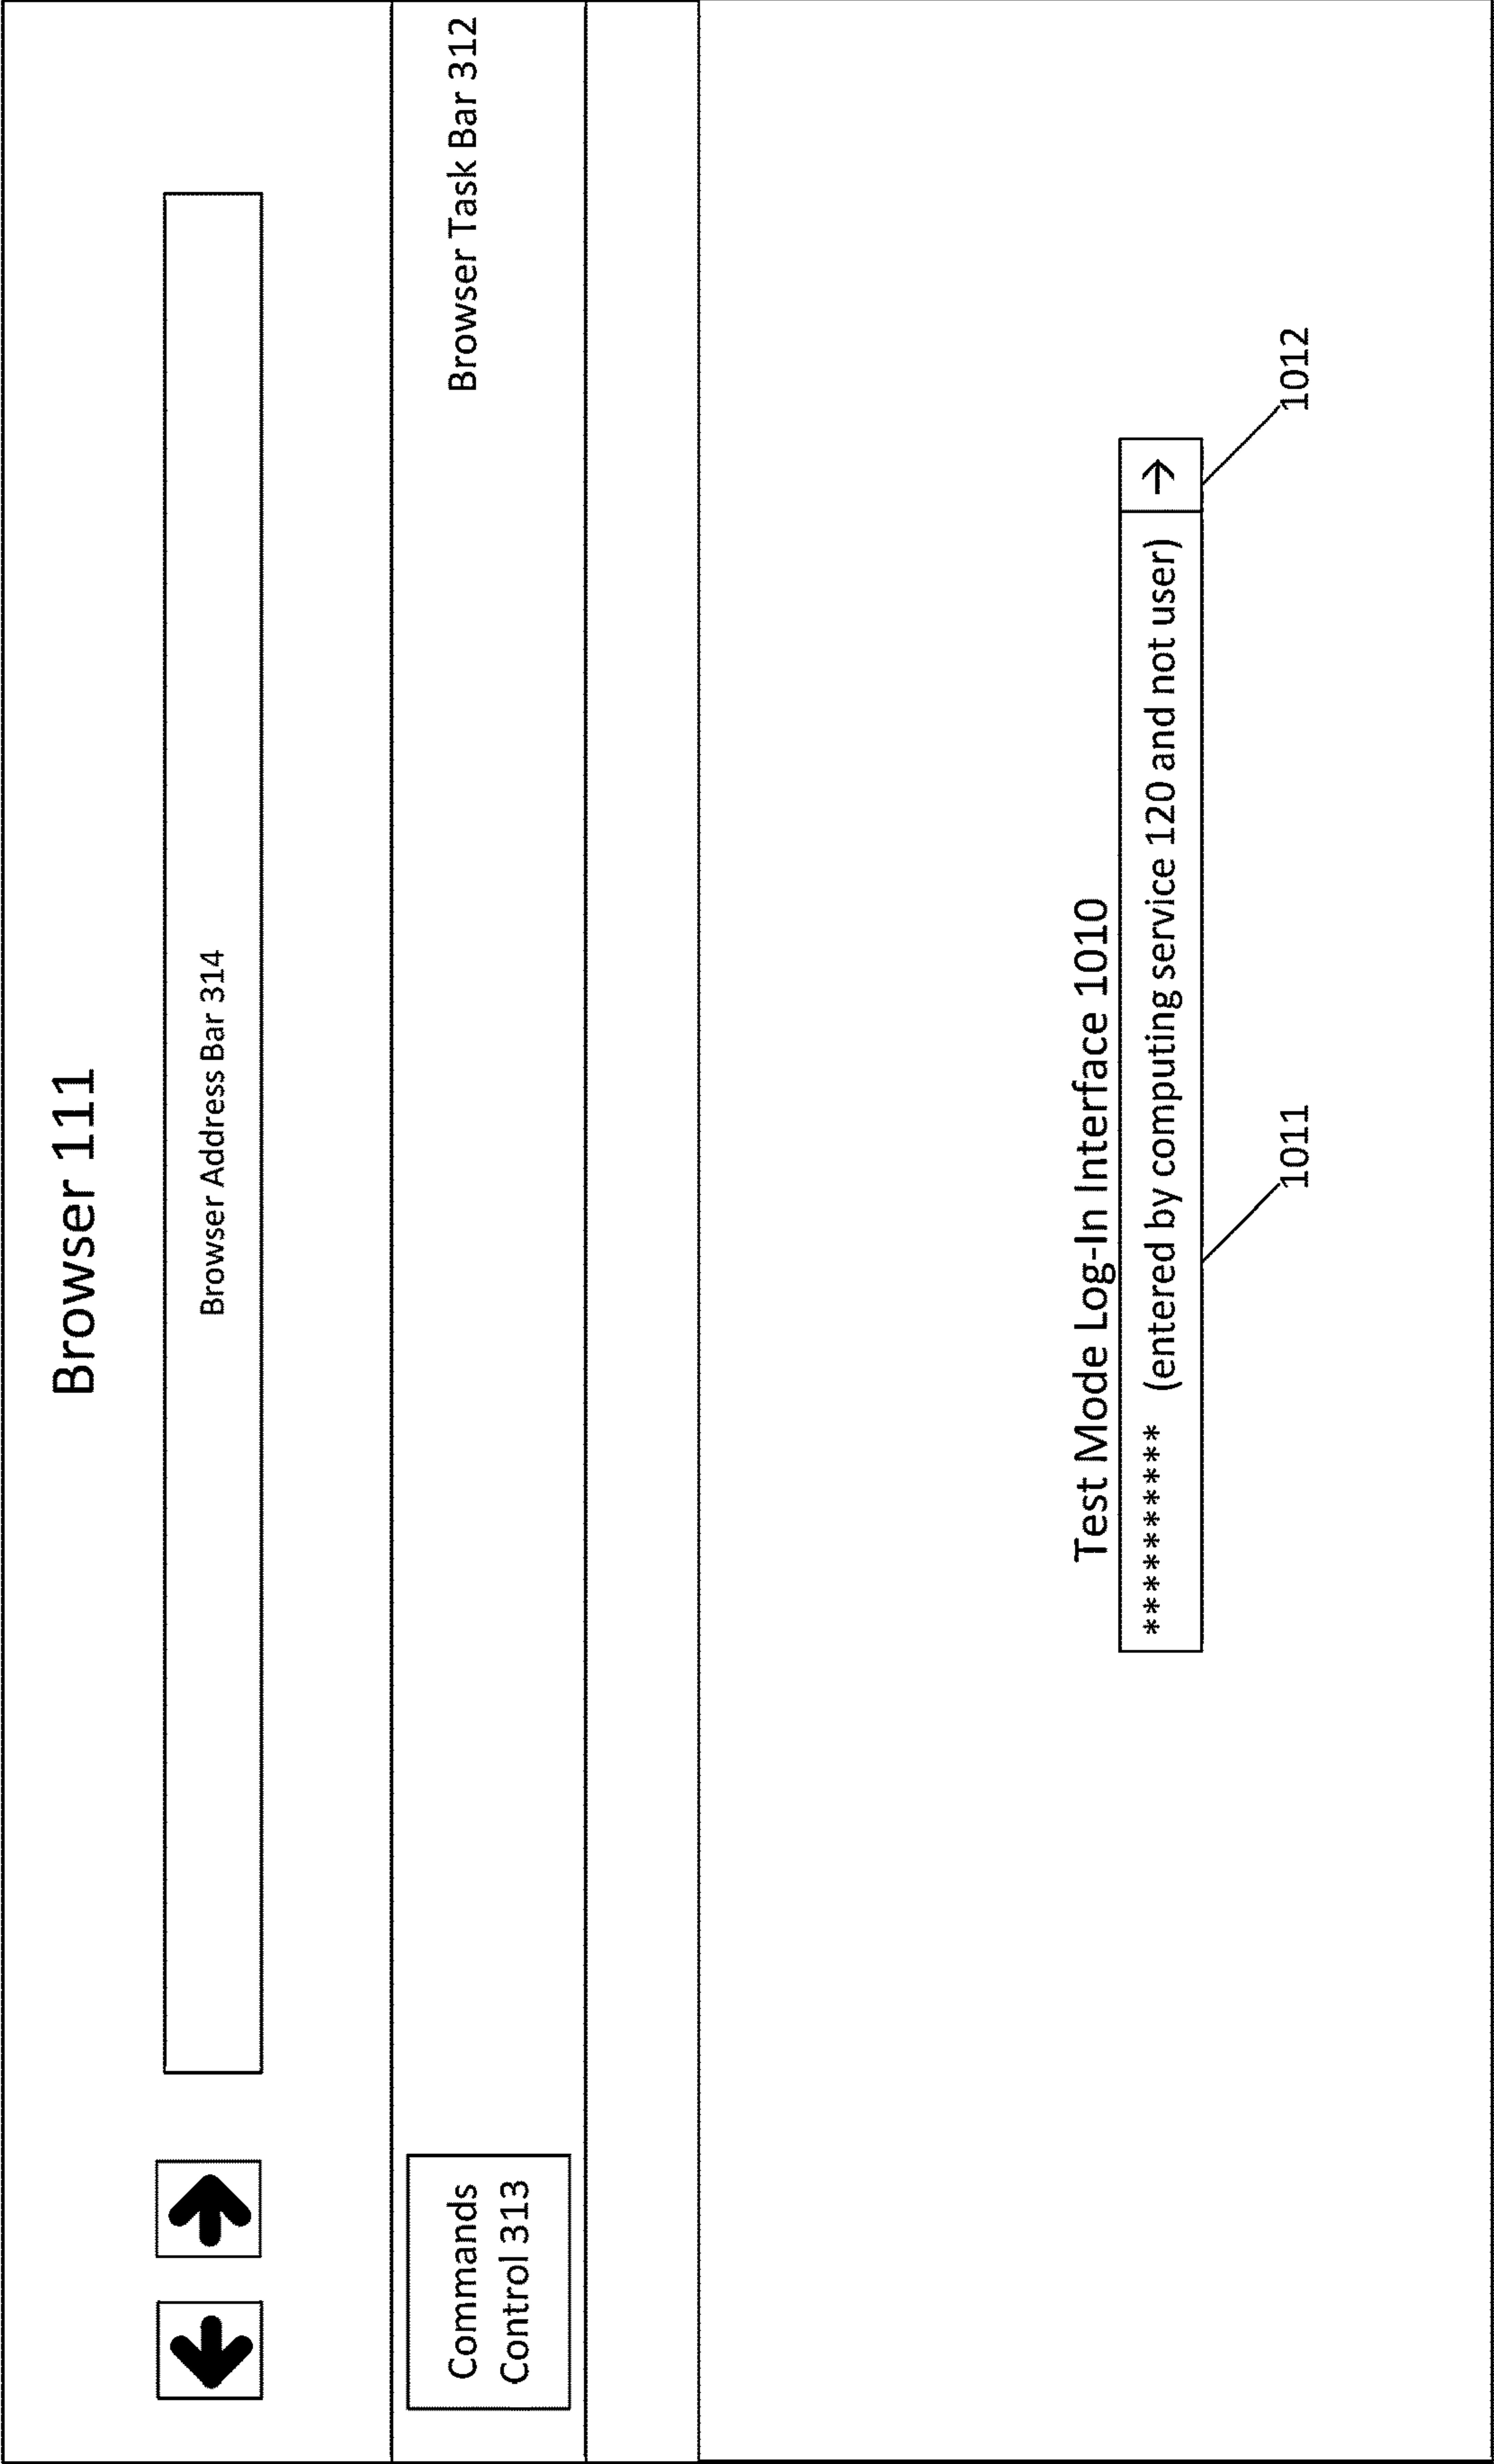 Browser 111
Browser Address Bar 314
Commands
Control 313
Browser Task Bar 312
Test Mode Log-In Interface 1010
********** (entered by computing service 120 and not user) →
1011
1012